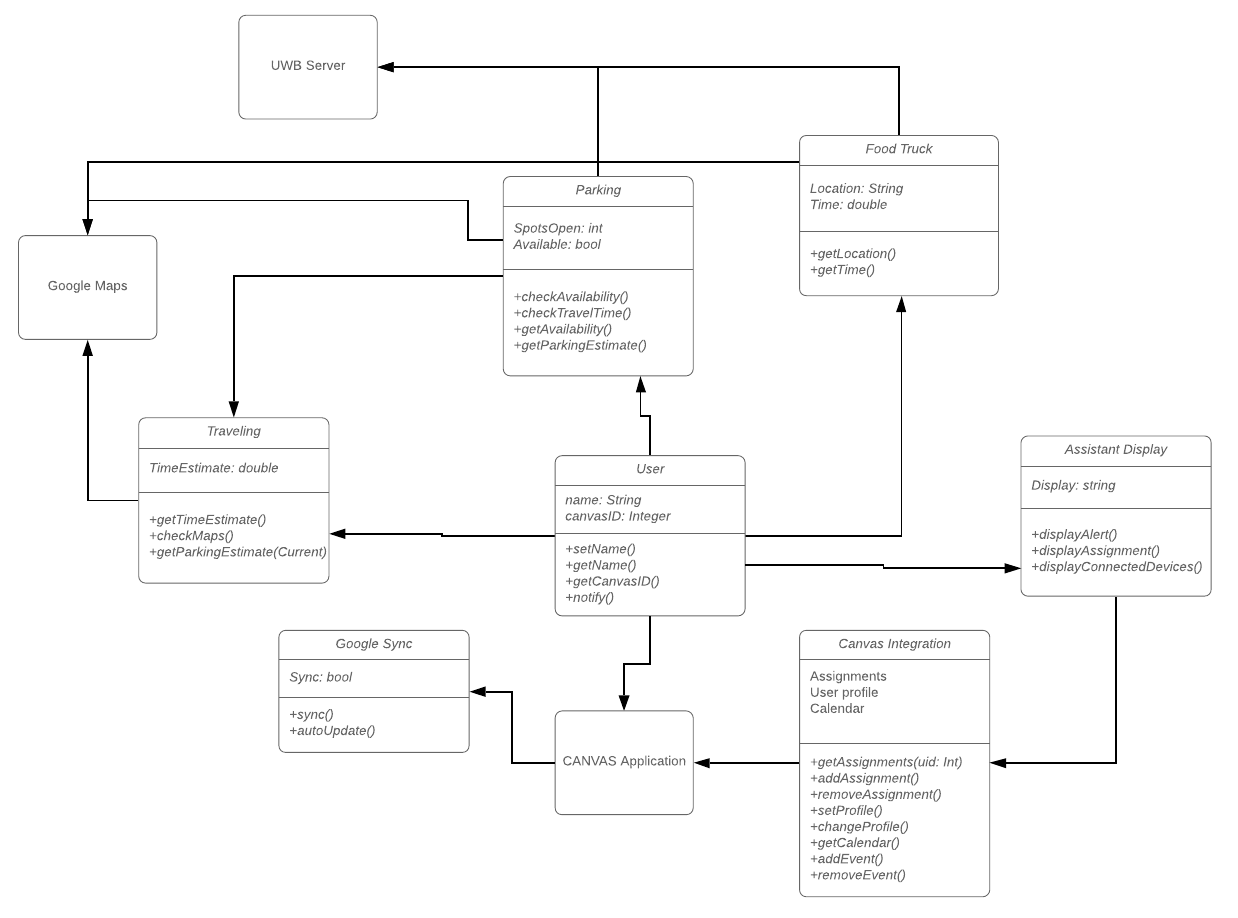 UWB Server
Food Truck
Location: String
Time: double
+getLocation()
+getTime()
Parking
SpotsOpen: int
Available: bool
+checkAvailability()
+checkTravelTime()
+getAvailability()
+getParkingEstimate()
Google Maps
Traveling
TimeEstimate: double
+getTimeEstimate()
+checkMaps()
+getParkingEstimate(Current)
User
name: String
canvasID: Integer
+setName()
+getName()
+getCanvasID()
+notify()
Assistant Display
Display: string
+displayAlert()
+displayAssignment()
+displayConnectedDevices()
Google Sync
Sync: bool
+sync()
+autoUpdate()
CANVAS Application
Canvas Integration
Assignments
User profile
Calendar
+getAssignments(uid: Int)
+addAssignment()
+removeAssignment()
+setProfile()
+changeProfile()
+getCalendar()
+addEvent()
+removeEvent()